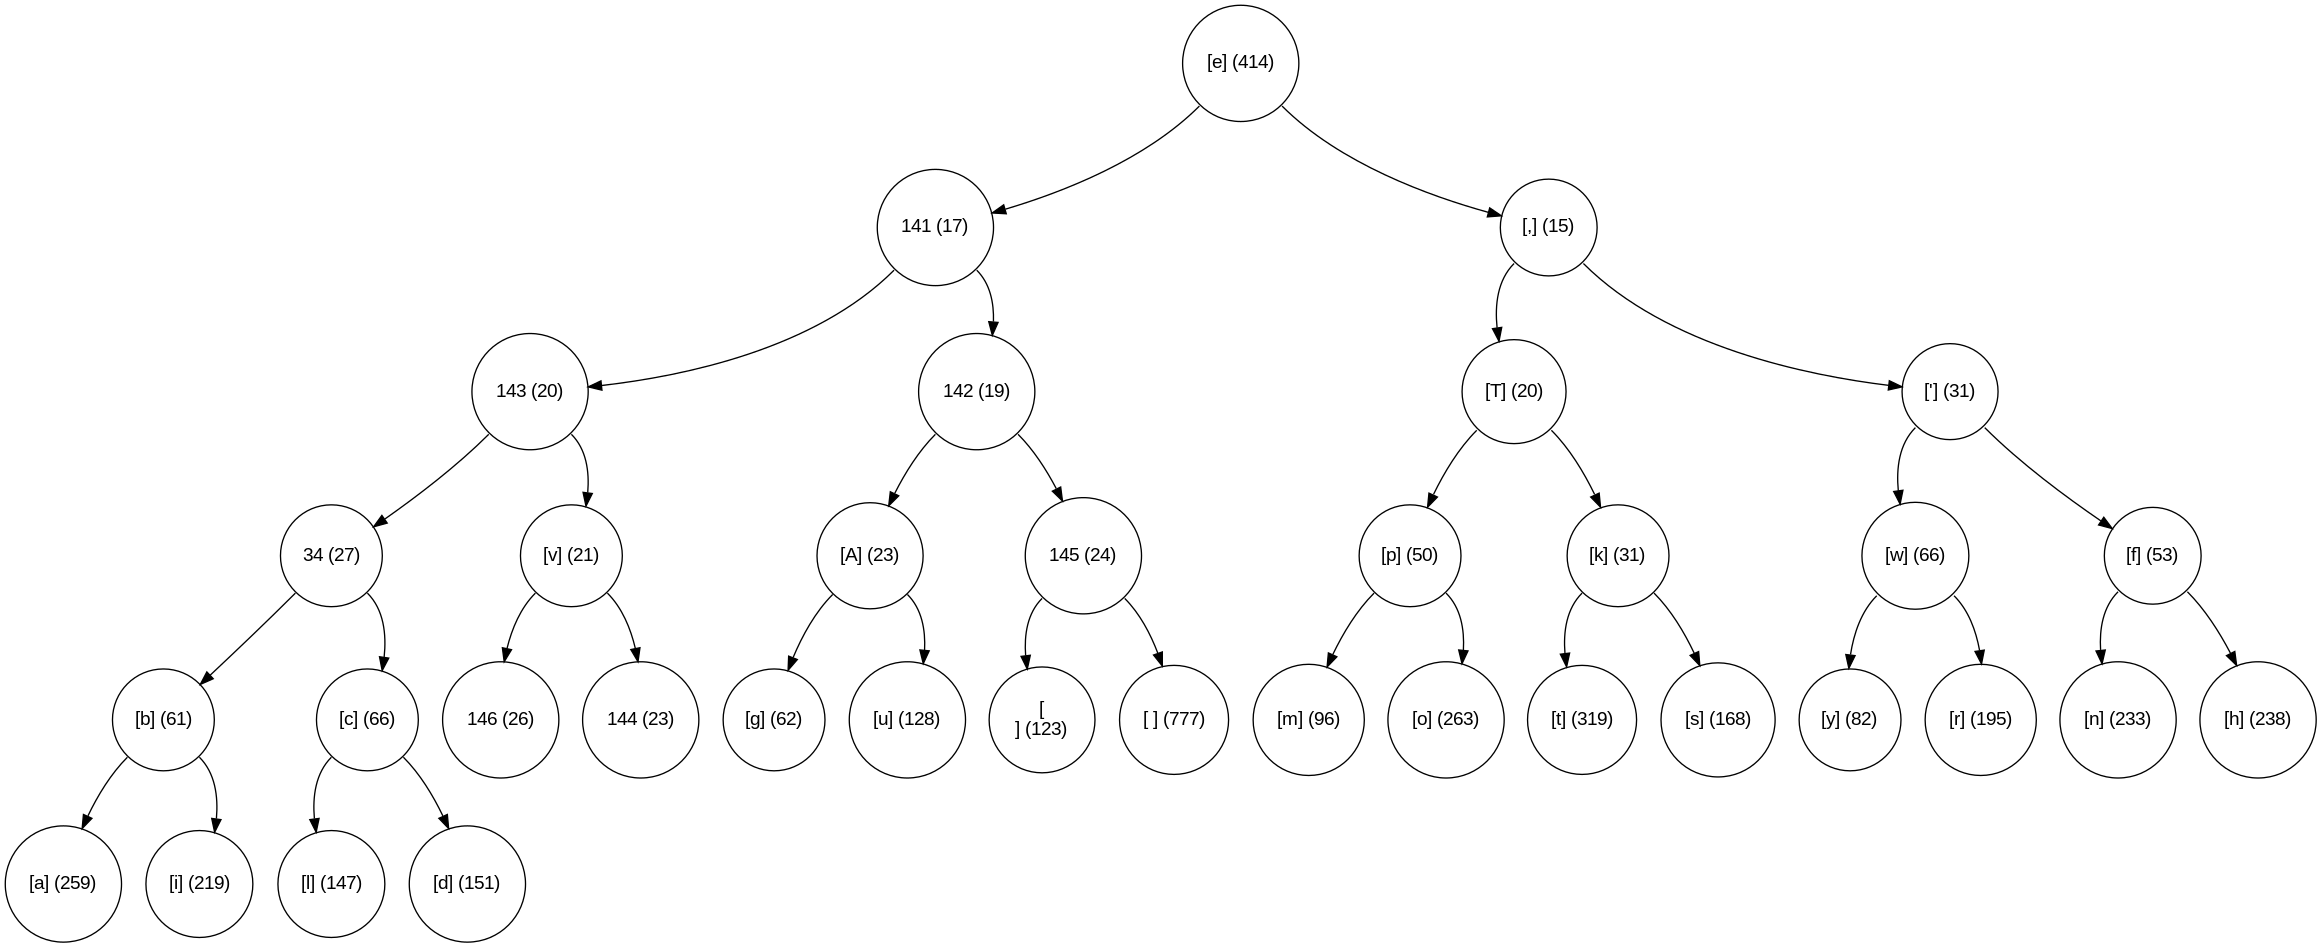 [e] (414)
141 (17)
[,] (15)
143 (20)
142 (19)
[T] (20)
['] (31)
34 (27)
[v] (21)
[A] (23)
145 (24)
[p] (50)
[k] (31)
[w] (66)
[f] (53)
[b] (61)
[c] (66)
146 (26)
144 (23)
[g] (62)
[u] (128)
[
] (123)
[ ] (777)
[m] (96)
[o] (263)
[t] (319)
[s] (168)
[y] (82)
[r] (195)
[n] (233)
[h] (238)
[a] (259)
[i] (219)
[l] (147)
[d] (151)